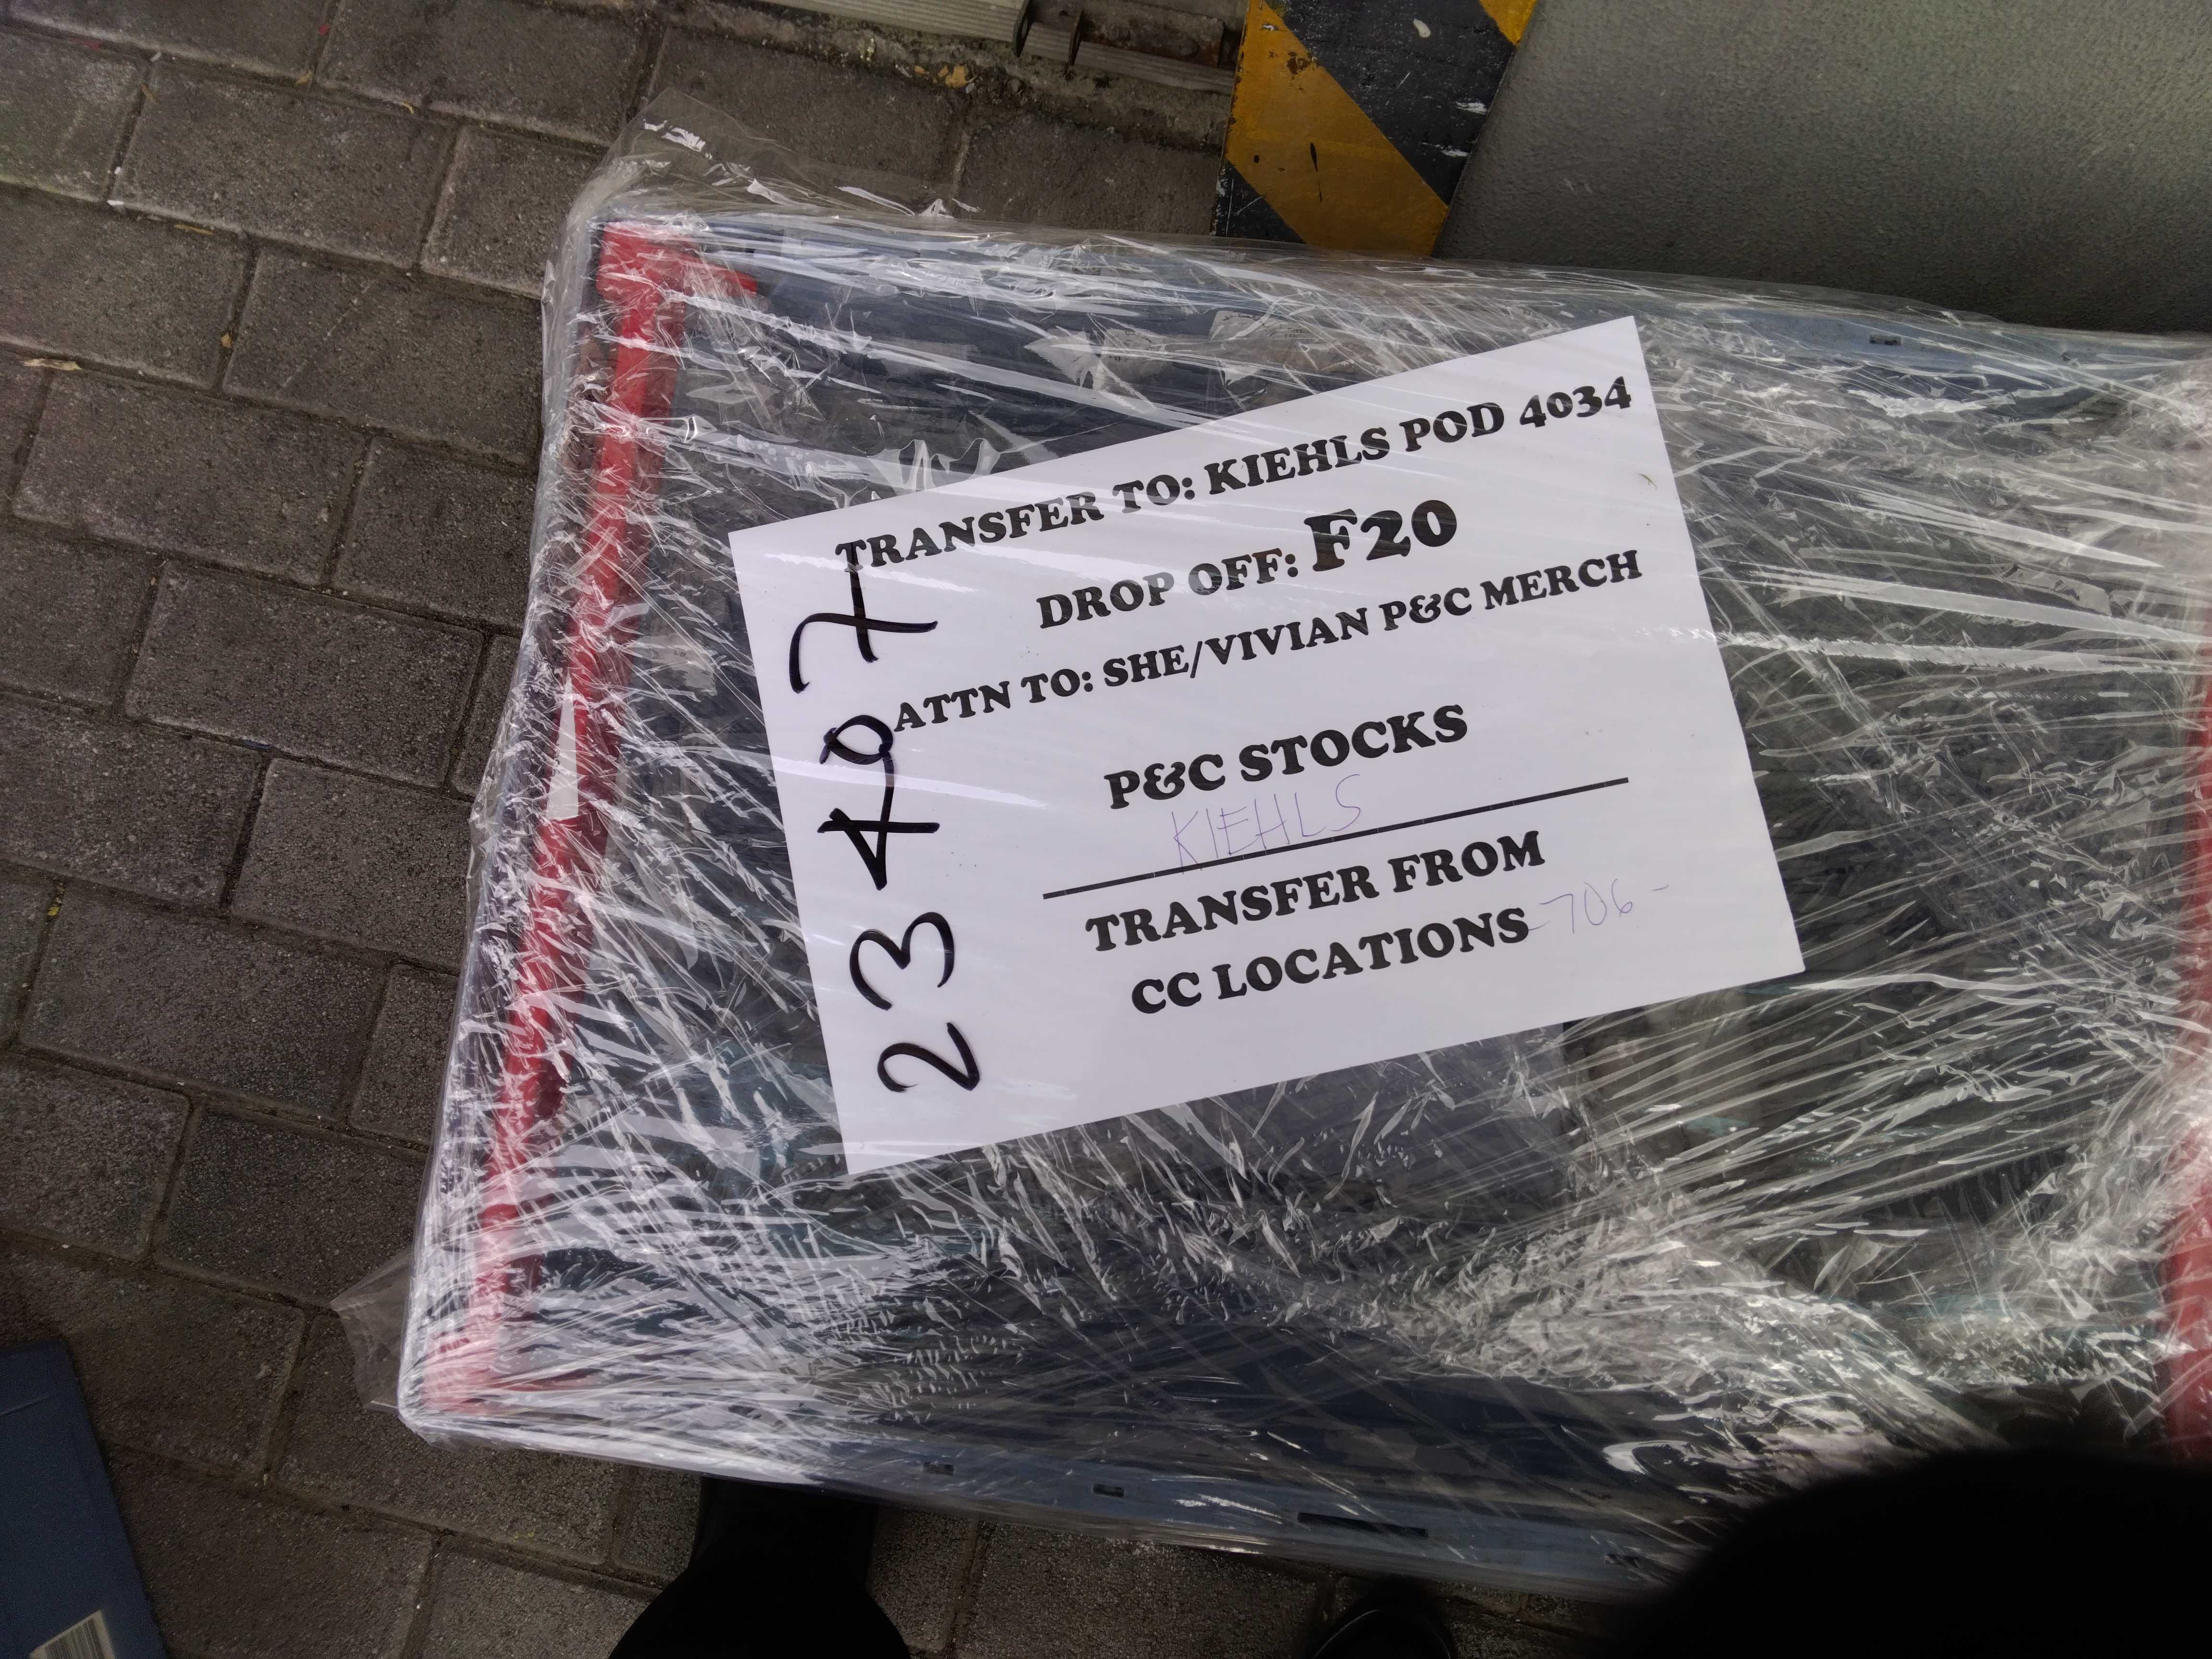 TRANSFER TO: KIEHLS POD 4034
DROP OFF: F20
ATTN TO: SHE/VIVIAN P&C MERCH
P&C STOCKS
KIEHLS
TRANSFER FROM
CC LOCATIONS -706-
23407